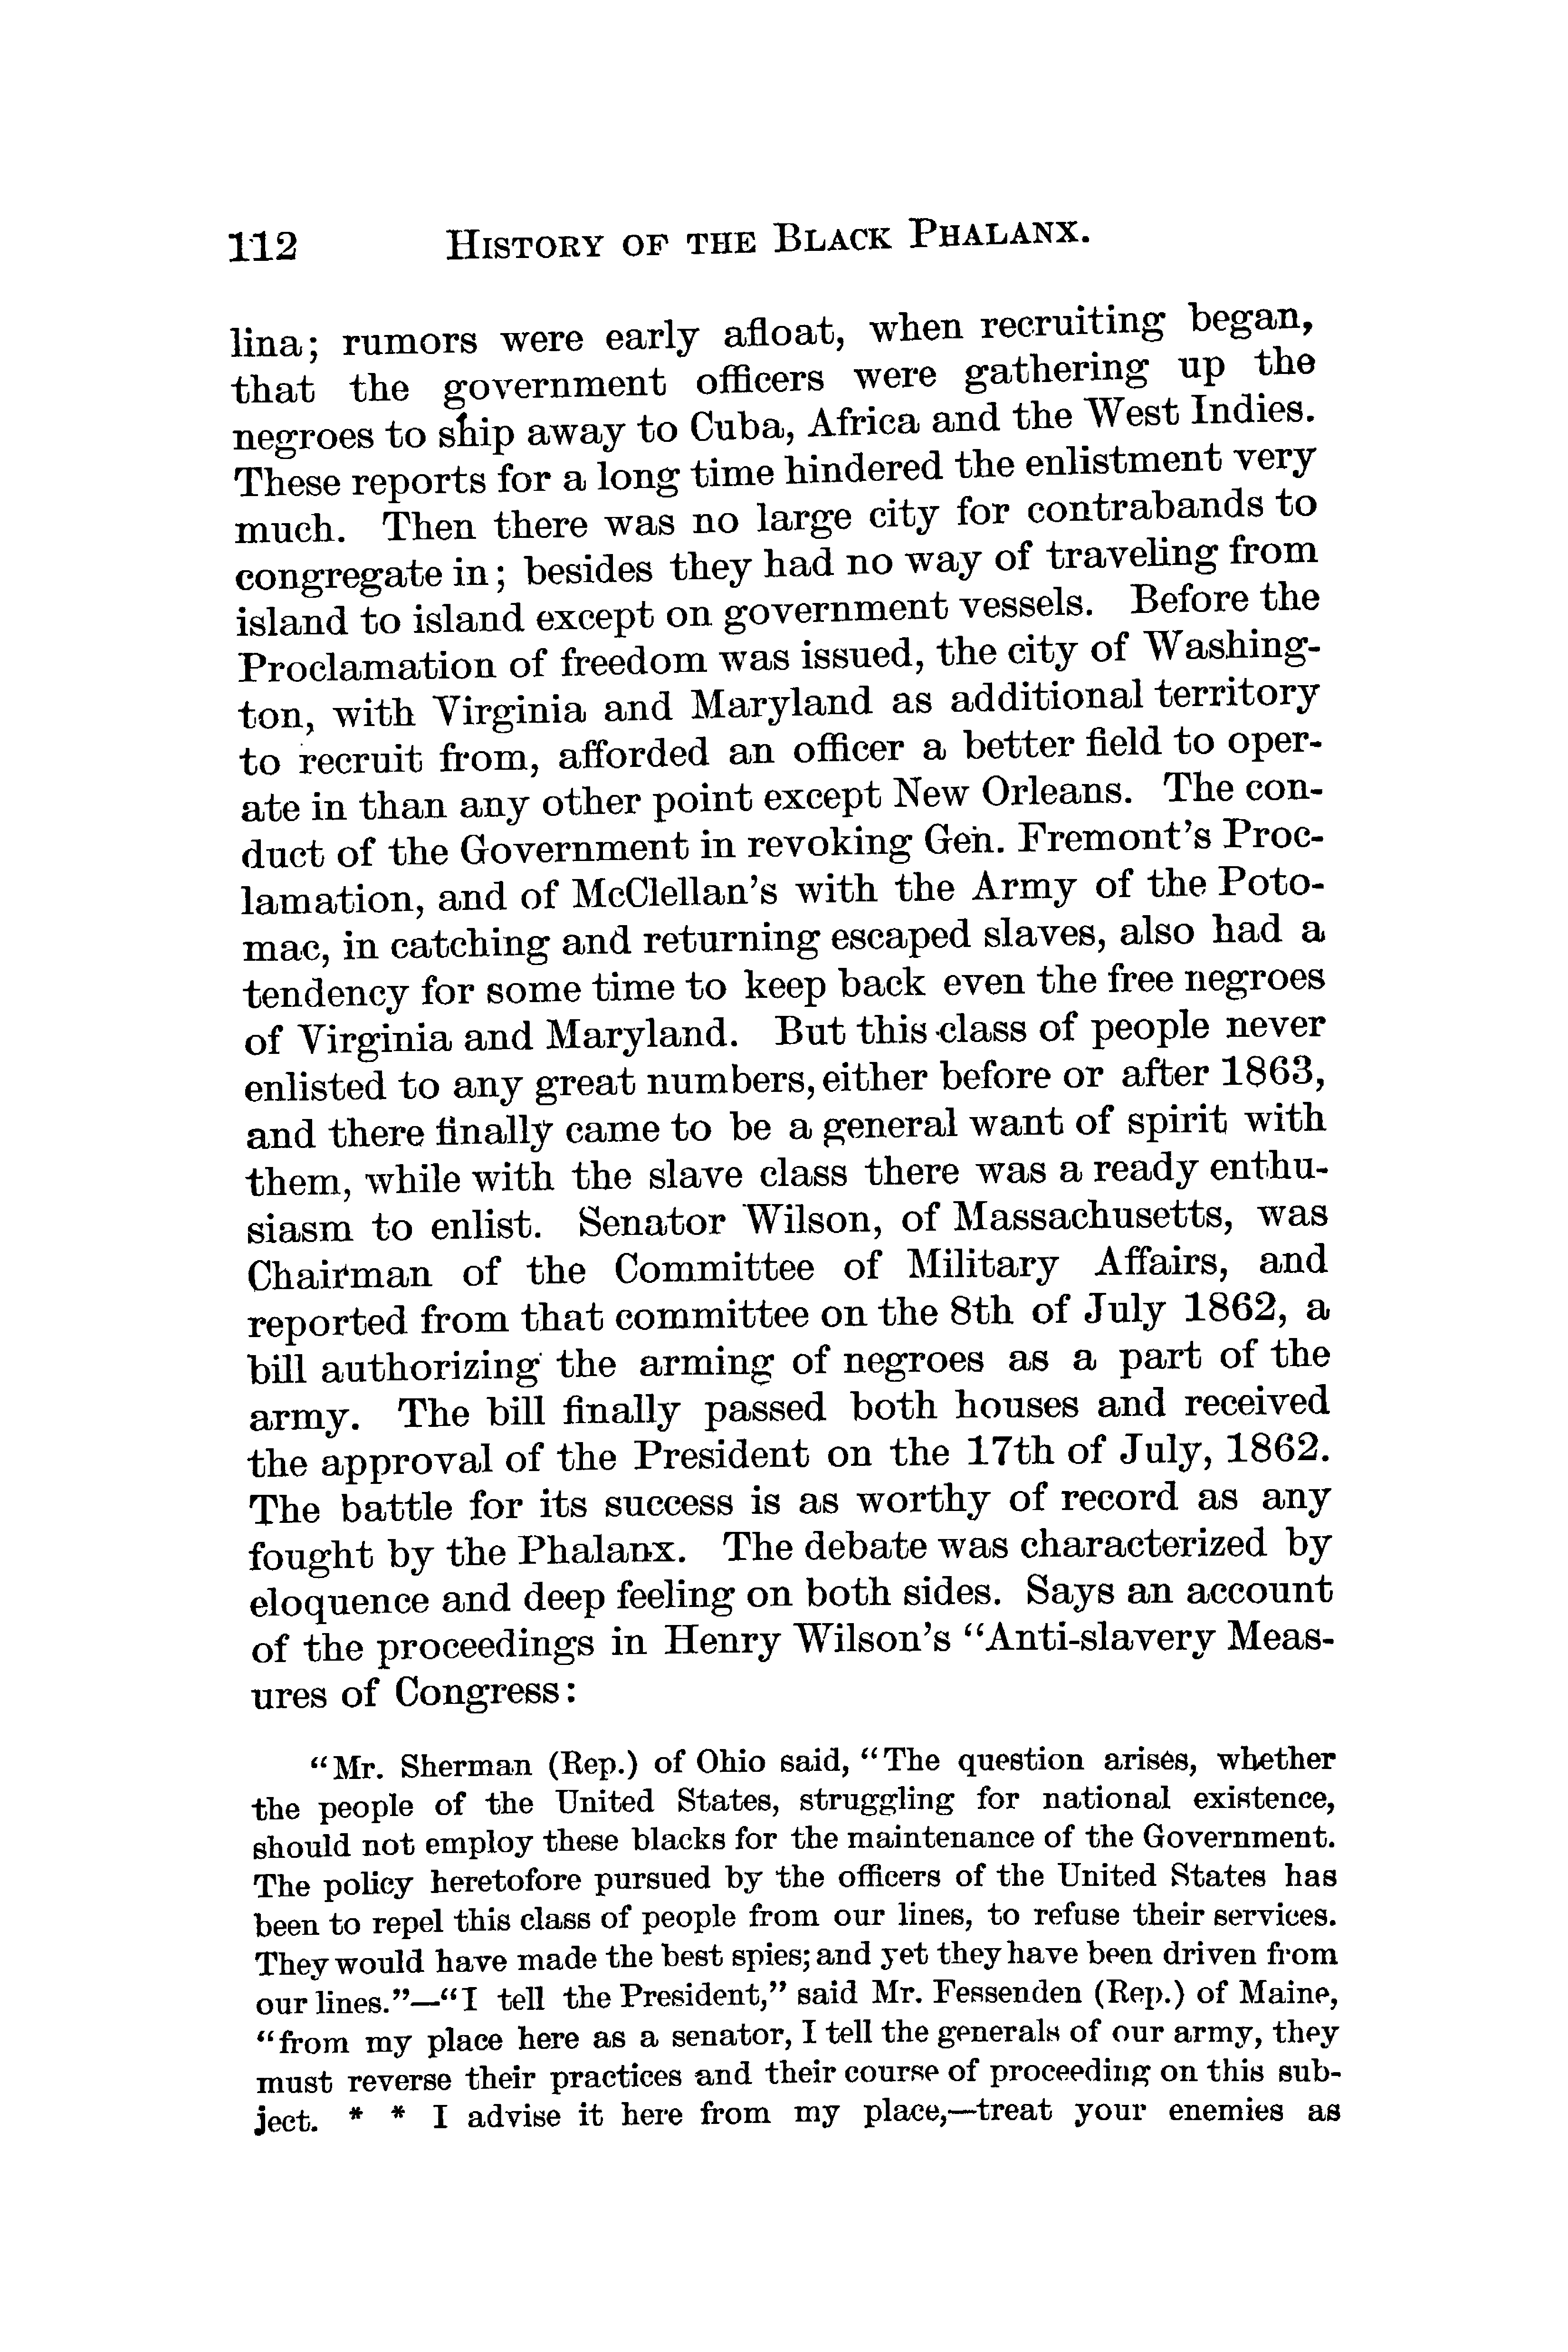 112 History of the Black Phalanx.
lina; rumors were early afloat, when recruiting began,
that the government officers were gathering up the
negroes to ship away to Cuba, Africa and the West Indies.
These reports for a long time hindered the enlistment very
much. Then there was no large city for contrabands to
congregate in; besides they had no way of traveling from
island to island except on government vessels. Before the
Proclamation of freedom was issued, the city of Washing-
ton, with Virginia and Maryland as additional territory
to recruit from, afforded an officer a better field to oper-
ate in than any other point except New Orleans. The con-
duct of the Government in revoking Gen. Fremont's Proc-
lamation, and of McClellan's with the Army of the Poto-
mac, in catching and returning escaped slaves, also had a
tendency for some time to keep back even the free negroes
of Virginia and Maryland. But this class of people never
enlisted to any great numbers, either before or after 1863,
and there finally came to be a general want of spirit with
them, while with the slave class there was a ready enthu-
siasm to enlist. Senator Wilson, of Massachusetts, was
Chairman of the Committee of Military Affairs, and
reported from that committee on the 8th of July 1862, a
bill authorizing the arming of negroes as a part of the
army. The bill finally passed both houses and received
the approval of the President on the 17th of July, 1862.
The battle for its success is as worthy of record as any
fought by the Phalanx. The debate was characterized by
eloquence and deep feeling on both sides. Says an account
of the proceedings in Henry Wilson's "Anti-slavery Meas-
ures of Congress:
"Mr. Sherman (Rep.) of Ohio said, "The question arises, whether
the people of the United States, struggling for national existence,
should not employ these blacks for the maintenance of the Government.
The policy heretofore pursued by the officers of the United States has
been to repel this class of people from our lines, to refuse their services.
They would have made the best spies; and yet they have been driven from
our lines."—"I tell the President," said Mr. Fessenden (Rep.) of Maine,
"from my place here as a senator, I tell the generals of our army, they
must reverse their practices and their course of proceeding on this sub-
ject. * * I advise it here from my place,—treat your enemies as